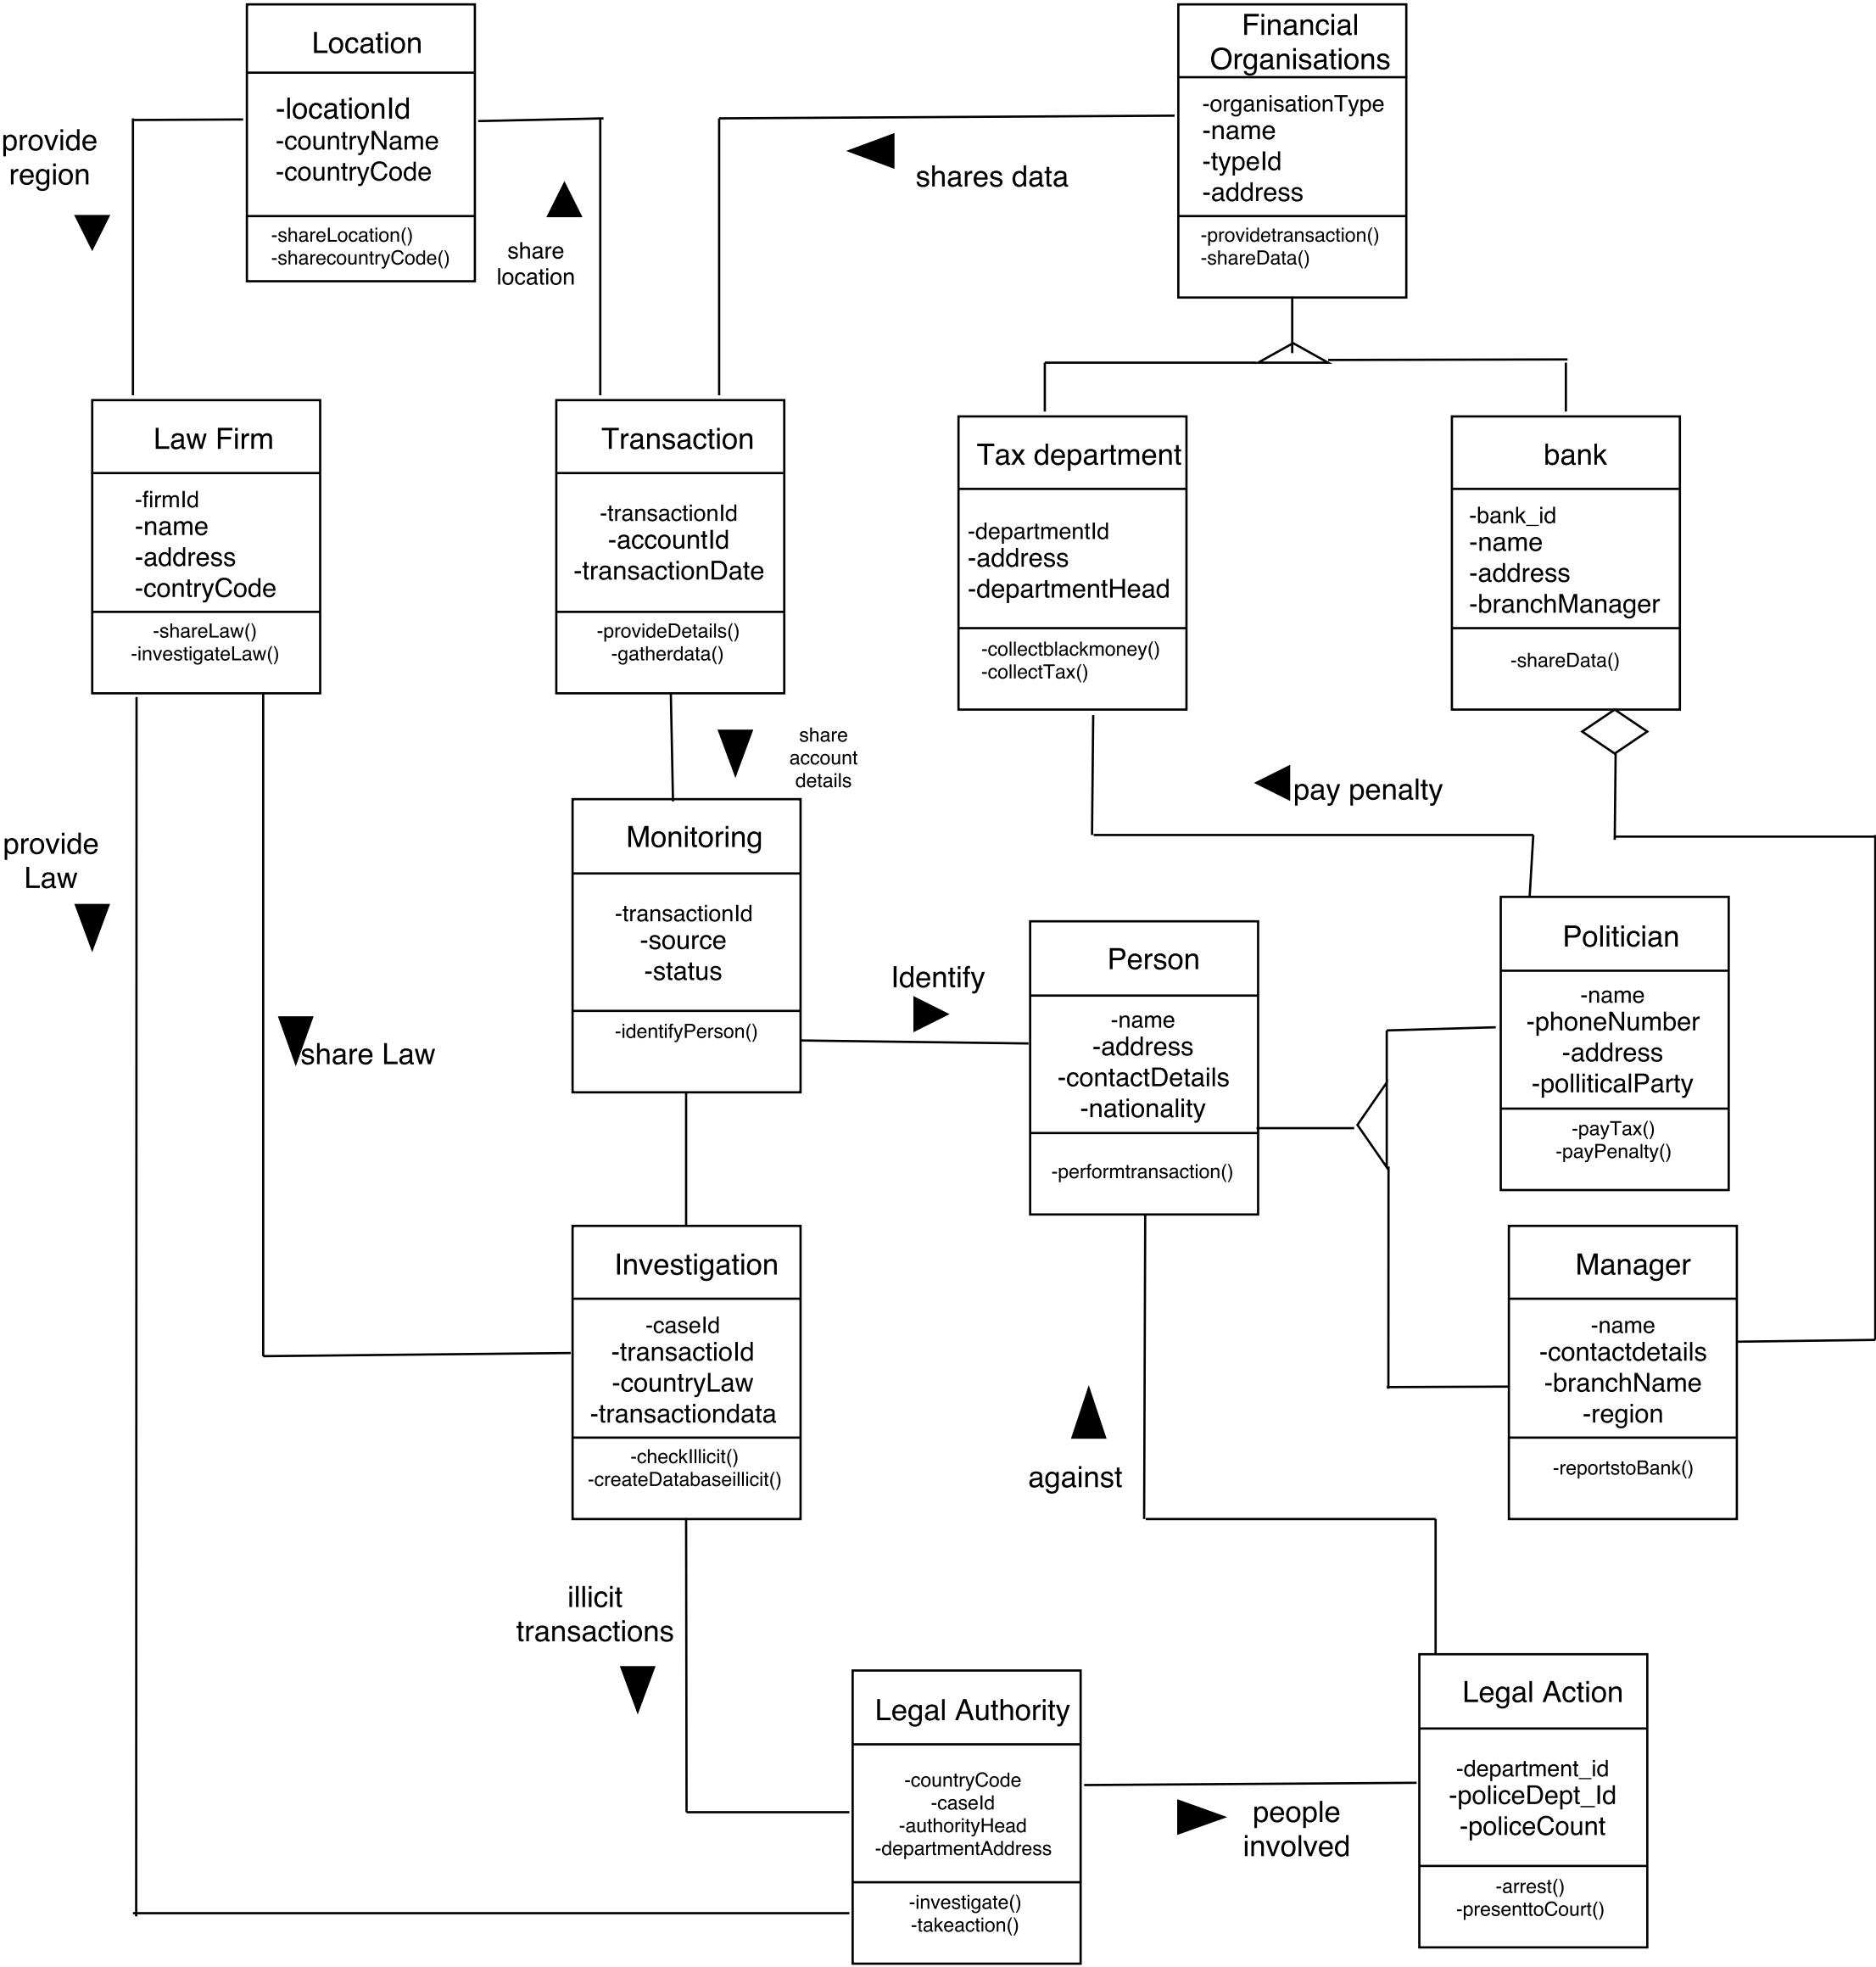 Location
-locationId
-countryName
-countryCode
-shareLocation()
-sharecountryCode()
Financial
Organisations
-organisationType
-name
-typeId
-address
-providetransaction()
-shareData()
provide
region
share
location
shares data
Law Firm
-firmId
-name
-address
-contryCode
-shareLaw()
-investigateLaw()
Transaction
-transactionId
-accountId
-transactionDate
-provideDetails()
-gatherdata()
Tax department
-departmentId
-address
-departmentHead
-collectblackmoney()
-collectTax()
bank
-bank_id
-name
-address
-branchManager
-shareData()
share
account
details
pay penalty
provide
Law
Monitoring
-transactionId
-source
-status
-identifyPerson()
Identify
Person
-name
-address
-contactDetails
-nationality
-performtransaction()
Politician
-name
-phoneNumber
-address
-polliticalParty
-payTax()
-payPenalty()
share Law
Investigation
-caseId
-transactioId
-countryLaw
-transactiondata
-checkIllicit()
-createDatabaseillicit()
Manager
-name
-contactdetails
-branchName
-region
-reportstoBank()
against
illicit
transactions
Legal Authority
-countryCode
-caseId
-authorityHead
-departmentAddress
-investigate()
-takeaction()
people
involved
Legal Action
-department_id
-policeDept_Id
-policeCount
-arrest()
-presenttoCourt()